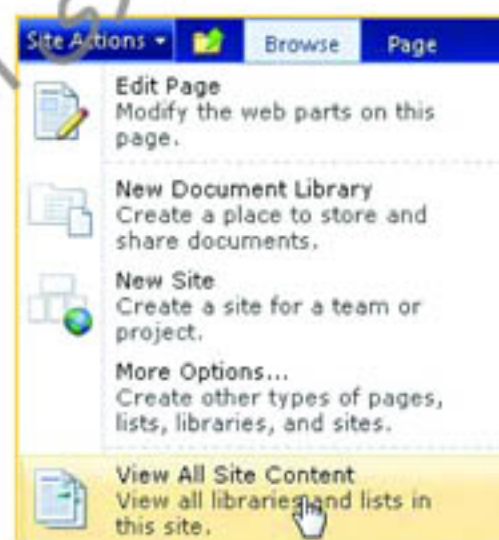 Site Actions
Browse
Page
Edit Page
Modify the web parts on this
page.
New Document Library
Create a place to store and
share documents.
New Site
Create a site for a team or
project.
More Options...
Create other types of pages,
lists, libraries, and sites.
View All Site Content
View all libraries and lists in
this site.